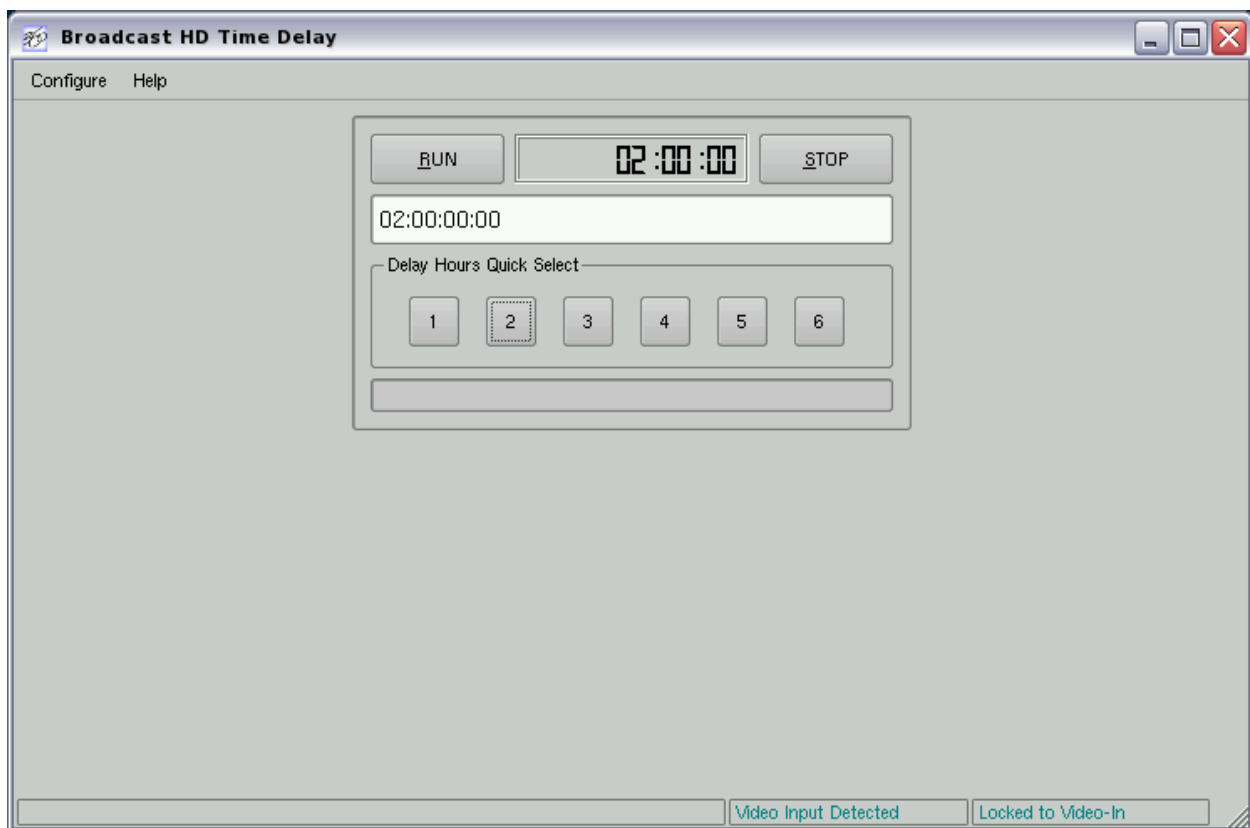 Broadcast HD Time Delay
Configure Help
RUN 02:00:00 STOP
02:00:00:00
Delay Hours Quick Select
1 2 3 4 5 6
Video Input Detected Locked to Video-In